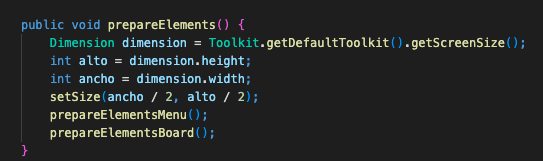 public void prepareElements() {
    Dimension dimension = Toolkit.getDefaultToolkit().getScreenSize();
    int alto = dimension.height;
    int ancho = dimension.width;
    setSize(ancho / 2, alto / 2);
    prepareElementsMenu();
    prepareElementsBoard();
}